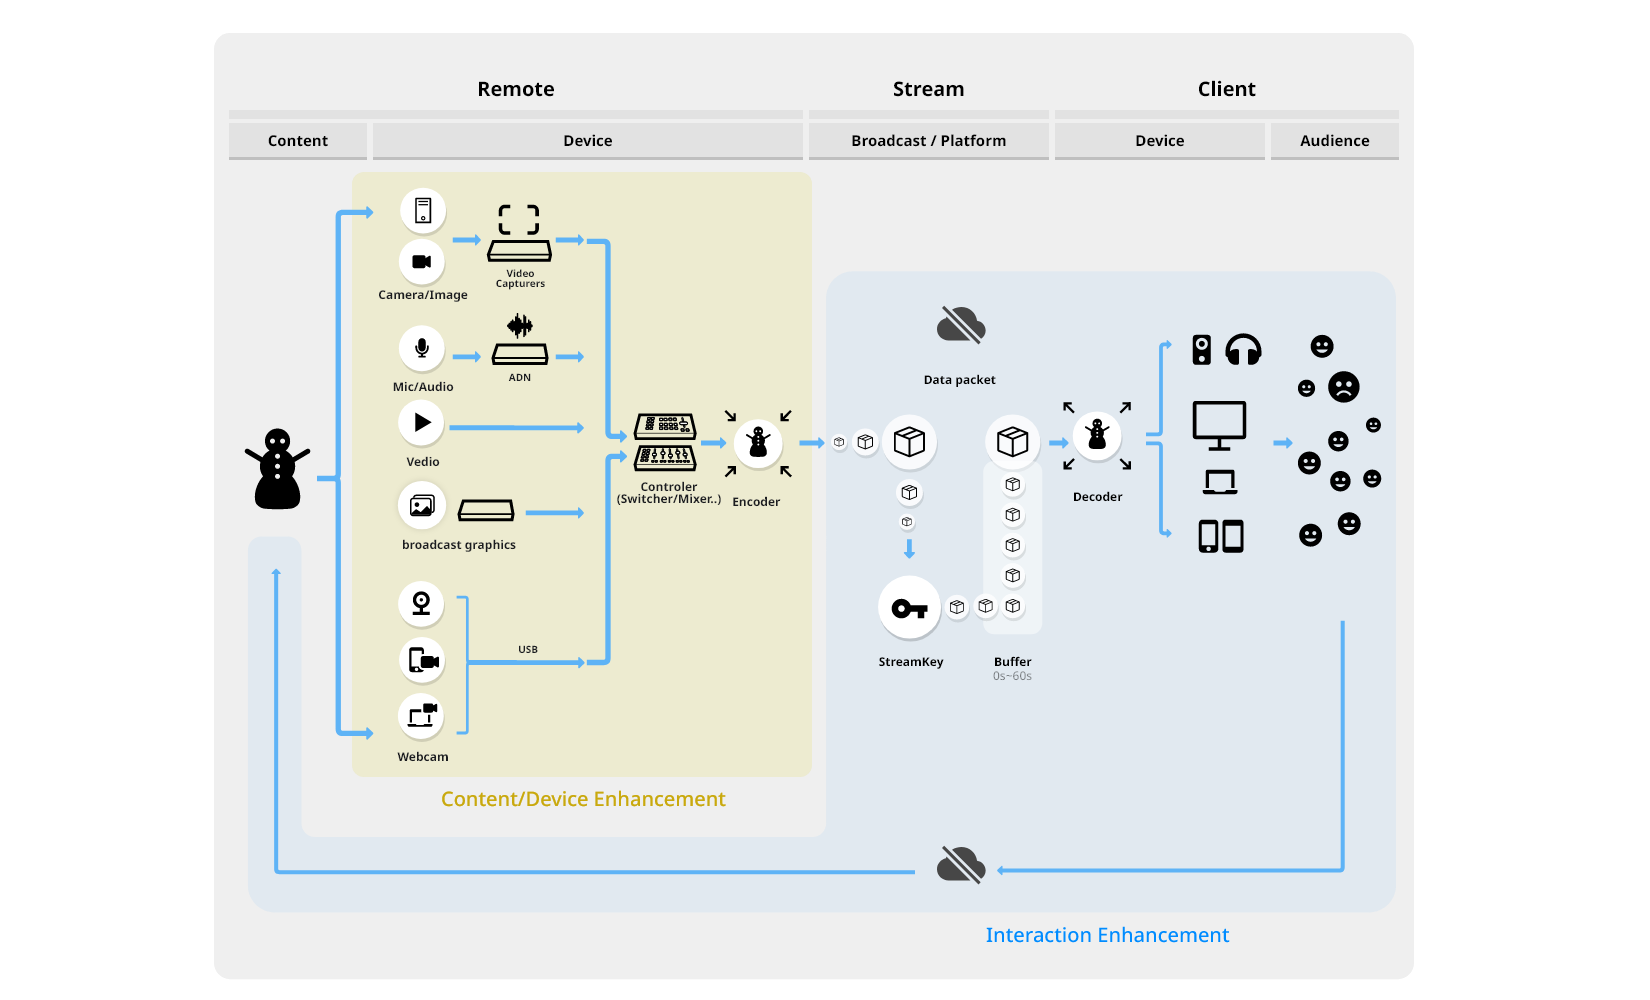 Remote
Stream
Client
Content
Device
Broadcast / Platform
Device
Audience
Video
Capturers
Camera/Image
ADN
Mic/Audio
Vedio
Controler
(Switcher/Mixer..)
Encoder
broadcast graphics
USB
Webcam
Content/Device Enhancement
Data packet
Decoder
StreamKey
Buffer
0s~60s
Interaction Enhancement